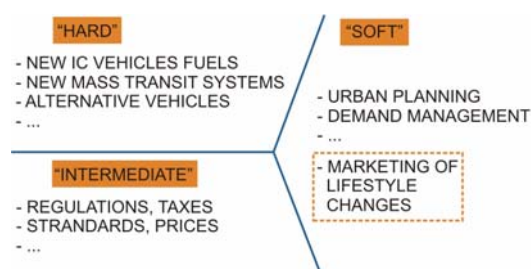 "HARD"
- NEW IC VEHICLES FUELS
- NEW MASS TRANSIT SYSTEMS
- ALTERNATIVE VEHICLES
- ...
"INTERMEDIATE"
- REGULATIONS, TAXES
- STRANDARDS, PRICES
- ...
"SOFT"
- URBAN PLANNING
- DEMAND MANAGEMENT
- ...
- MARKETING OF
LIFESTYLE
CHANGES